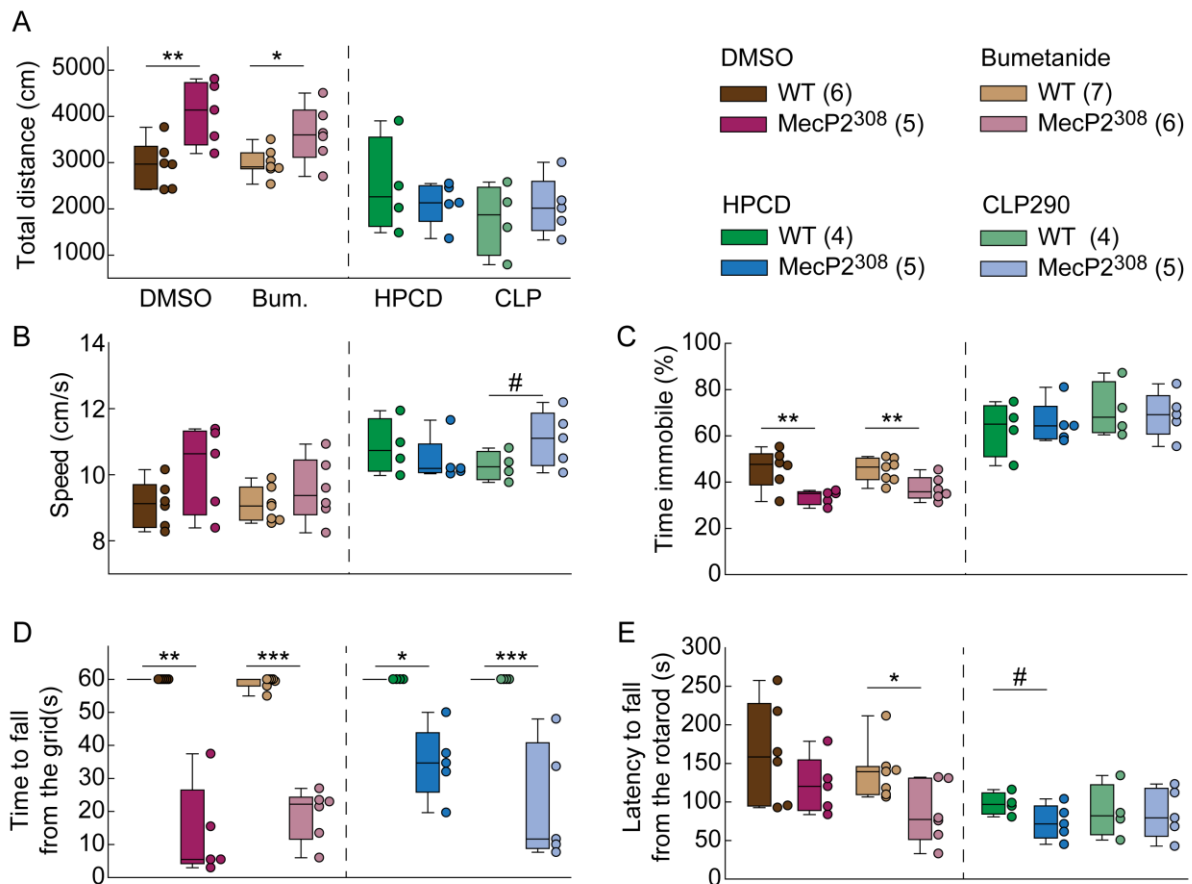 A
Total distance (cm)
5000
4000
3000
2000
1000
** *
DMSO Bum. HPCD CLP
DMSO
WT (6)
MecP2³⁰⁸ (5)
Bumetanide
WT (7)
MecP2³⁰⁸ (6)
HPCD
WT (4)
MecP2³⁰⁸ (5)
CLP290
WT (4)
MecP2³⁰⁸ (5)
B
Speed (cm/s)
14
12
10
8
#
C
Time immobile (%)
100
80
60
40
20
0
** **
D
Time to fall
from the grid(s)
60
50
40
30
20
10
0
** *** * ***
E
Latency to fall
from the rotarod (s)
300
250
200
150
100
50
0
* #